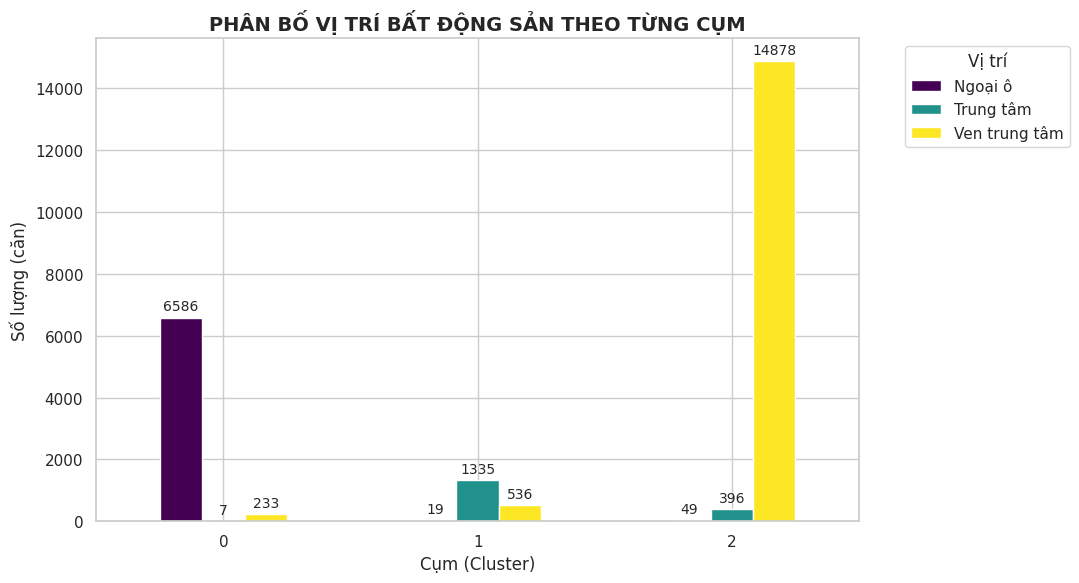 PHÂN BỐ VỊ TRÍ BẤT ĐỘNG SẢN THEO TỪNG CỤM
Vị trí
Ngoại ô
Trung tâm
Ven trung tâm
Số lượng (căn)
14000
12000
10000
8000
6000
4000
2000
0
6586
7
233
19
1335
536
49
396
14878
0
1
2
Cụm (Cluster)